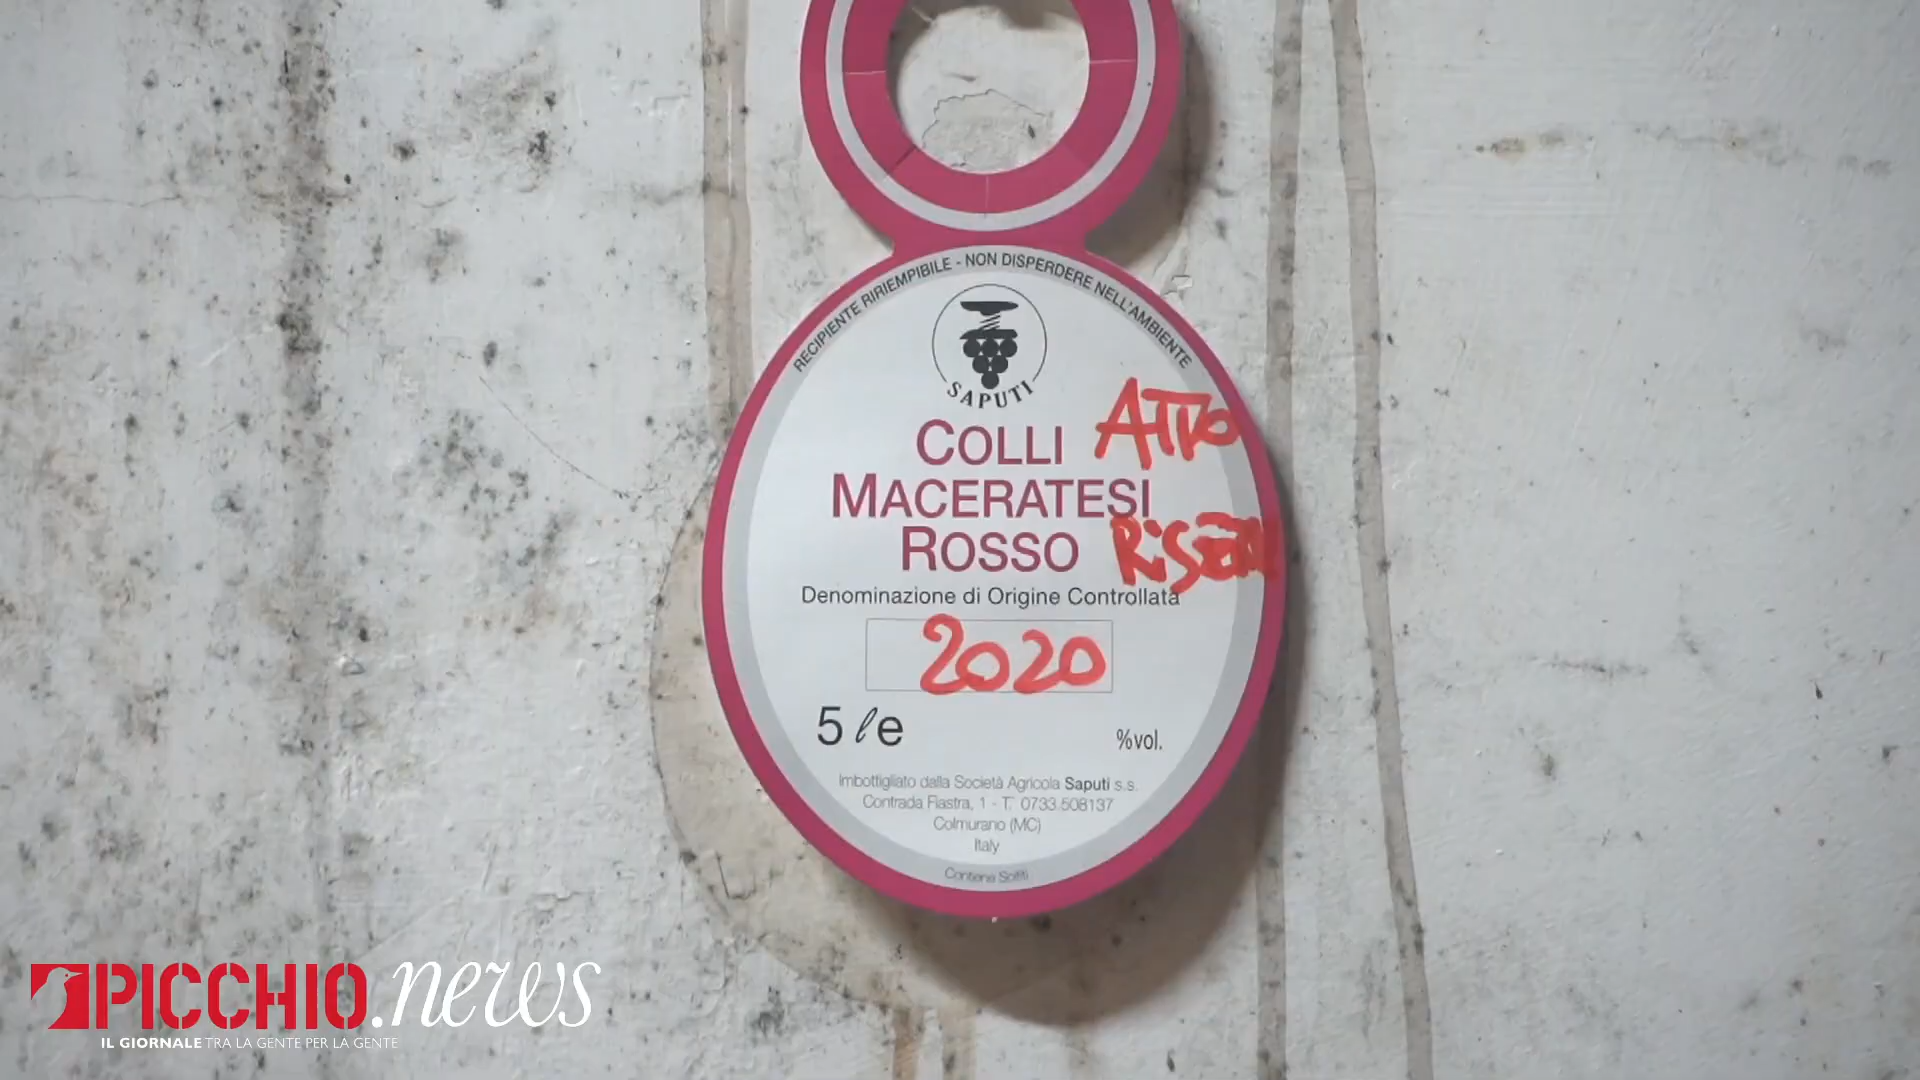 RECIPIENTE RIRIEMPIBILE - NON DISPERDERE NELL'AMBIENTE
SAPUTI
COLLI
MACERATESI
ROSSO
ATTO
Denominazione di Origine Controllata
2020
5 l e
%vol.
Imbottigliato dalla Società Agricola Saputi s.s.
Contrada Fiastra, 1 - T. 0733.508137
Colmurano (MC)
Italy
Contiene Solfiti
PICCHIO.news
IL GIORNALE TRA LA GENTE PER LA GENTE